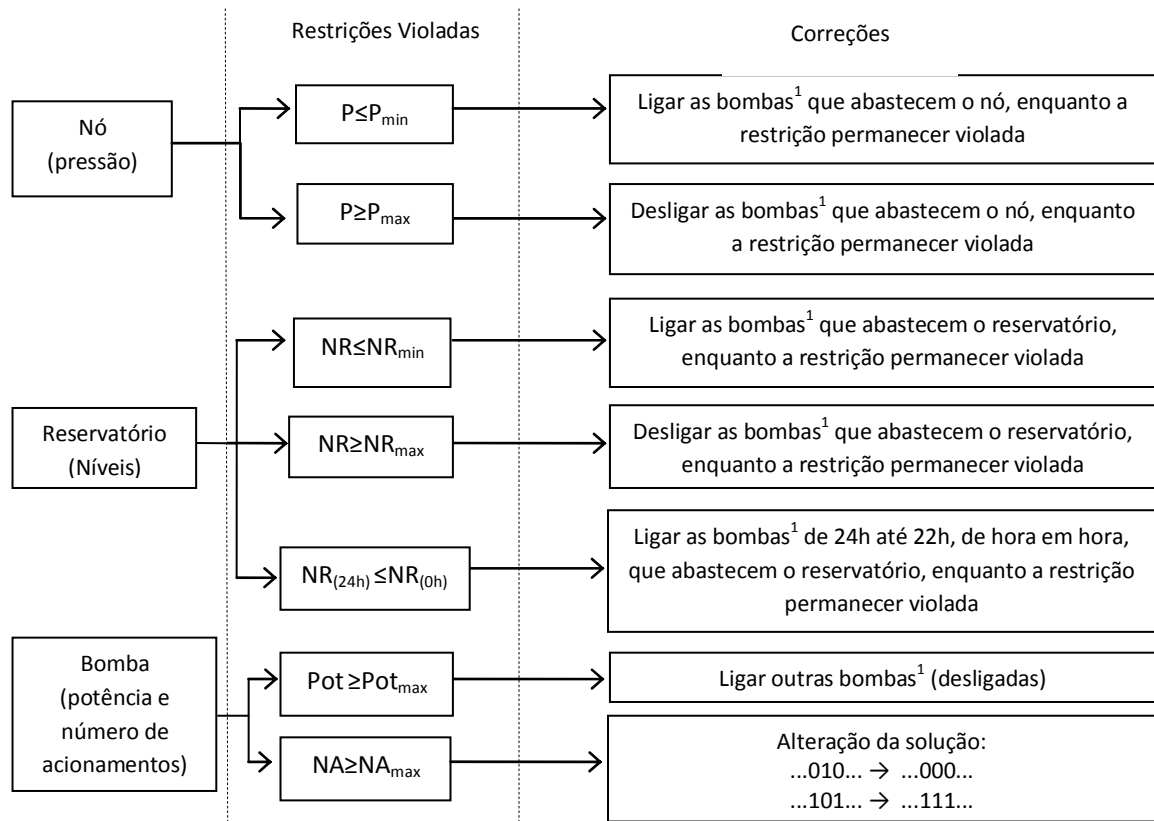 Restrições Violadas
Correções
Nó
(pressão)
P≤Pmin
Ligar as bombas¹ que abastecem o nó, enquanto a
restrição permanecer violada
P≥Pmax
Desligar as bombas¹ que abastecem o nó, enquanto
a restrição permanecer violada
Reservatório
(Níveis)
NR≤NRmin
Ligar as bombas¹ que abastecem o reservatório,
enquanto a restrição permanecer violada
NR≥NRmax
Desligar as bombas¹ que abastecem o reservatório,
enquanto a restrição permanecer violada
NR(24h) ≤NR(0h)
Ligar as bombas¹ de 24h até 22h, de hora em hora,
que abastecem o reservatório, enquanto a restrição
permanecer violada
Bomba
(potência e
número de
acionamentos)
Pot ≥Potmax
Ligar outras bombas¹ (desligadas)
NA≥NAmax
Alteração da solução:
...010... → ...000...
...101... → ...111...